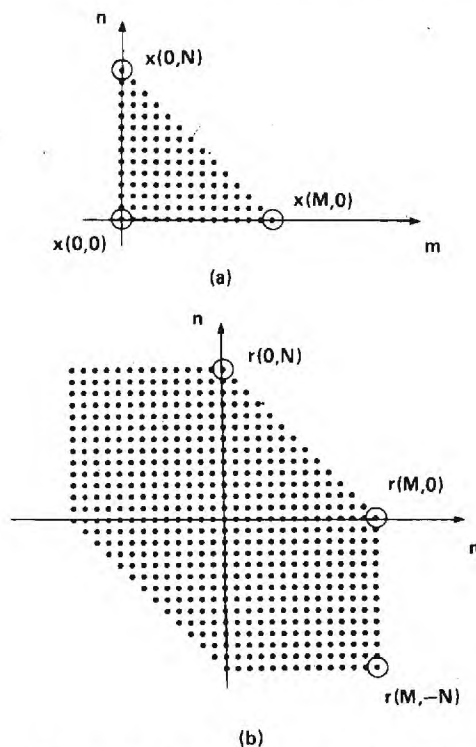 n
x(0,N)
x(M,0)
x(0,0)
m
(a)
n
r(0,N)
r(M,0)
r(M,−N)
(b)